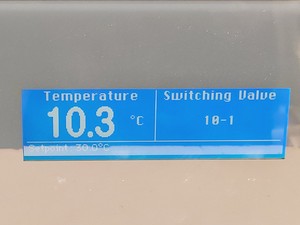 Temperature
Switching Valve
10.3 °C
10-1
Setpoint 30.0°C